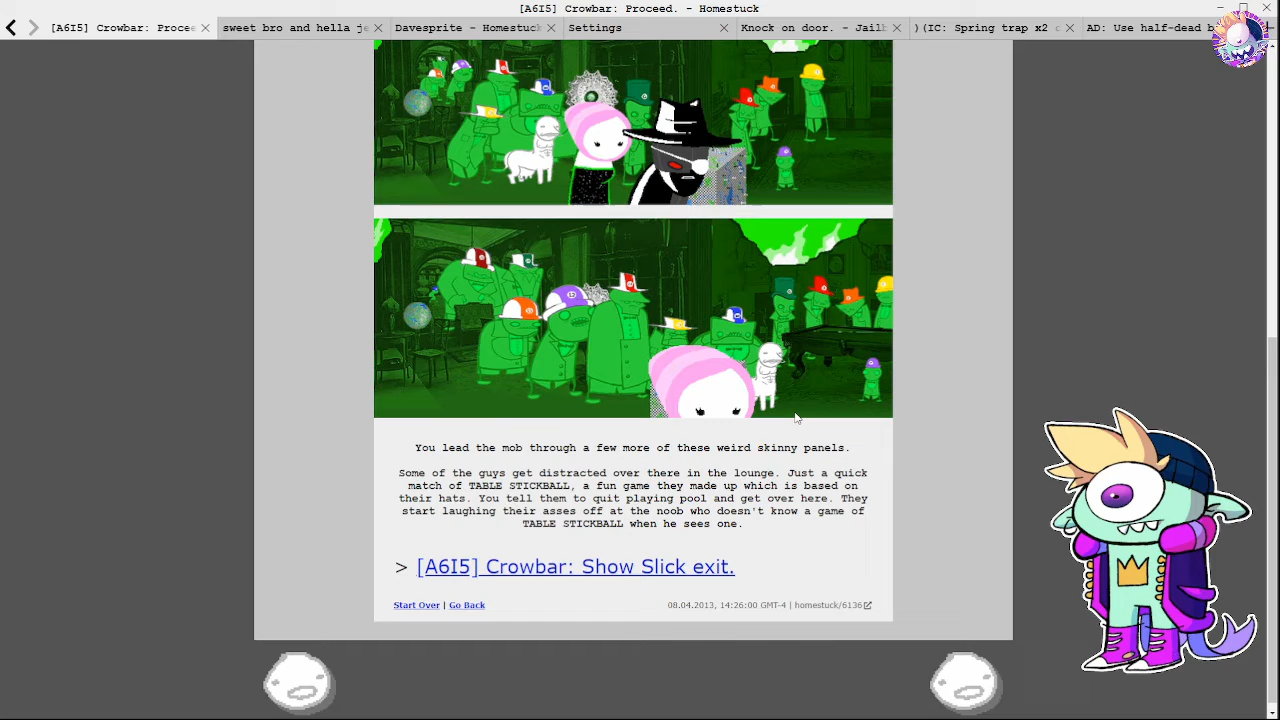 [A6I5] Crowbar: Proceed. - Homestuck
[A6I5] Crowbar: Procee
sweet bro and hella je
Davesprite - Homestuck
Settings
Knock on door. - Jailb
)(IC: Spring trap x2 c
AD: Use half-dead
You lead the mob through a few more of these weird skinny panels.
Some of the guys get distracted over there in the lounge. Just a quick
match of TABLE STICKBALL, a fun game they made up which is based on
their hats. You tell them to quit playing pool and get over here. They
start laughing their asses off at the noob who doesn't know a game of
TABLE STICKBALL when he sees one.
> [A6I5] Crowbar: Show Slick exit.
Start Over | Go Back
08.04.2013, 14:26:00 GMT-4 | homestuck/6136